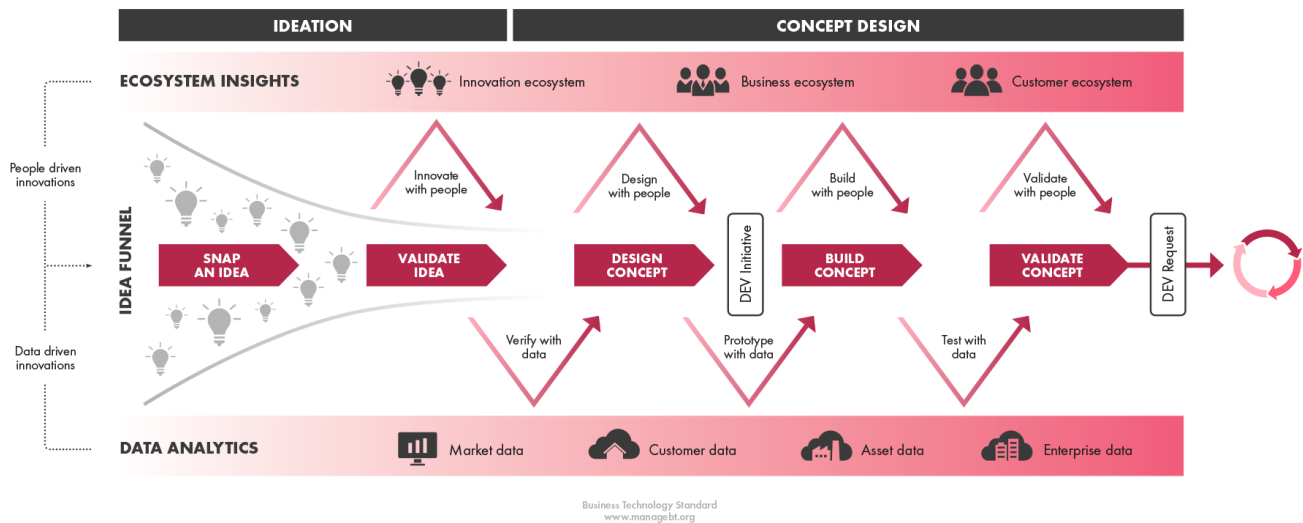 IDEATION
CONCEPT DESIGN
ECOSYSTEM INSIGHTS
Innovation ecosystem
Business ecosystem
Customer ecosystem
People driven
innovations
Data driven
innovations
IDEA FUNNEL
Innovate
with people
Design
with people
Build
with people
Validate
with people
SNAP
AN IDEA
VALIDATE
IDEA
DESIGN
CONCEPT
DEV Initiative
BUILD
CONCEPT
VALIDATE
CONCEPT
DEV Request
Verify with
data
Prototype
with data
Test with
data
DATA ANALYTICS
Market data
Customer data
Asset data
Enterprise data
Business Technology Standard
www.managebt.org